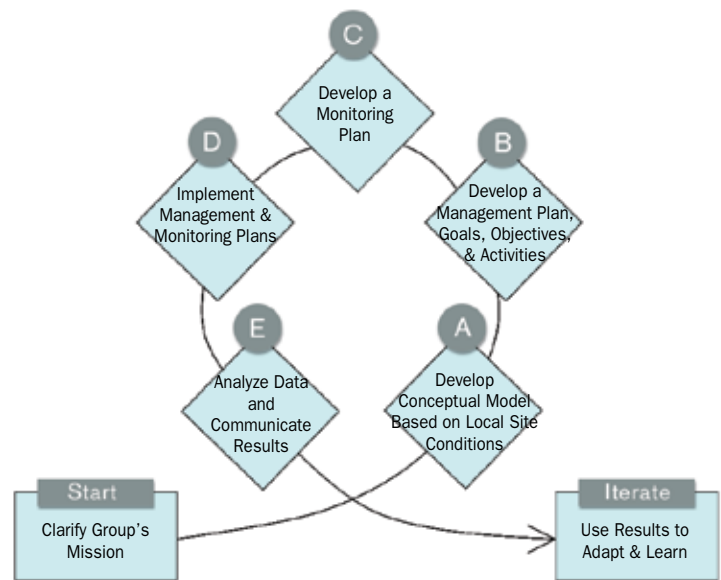 C
Develop a
Monitoring
Plan
D
Implement
Management &
Monitoring Plans
B
Develop a
Management Plan,
Goals, Objectives,
& Activities
E
Analyze Data
and
Communicate
Results
A
Develop
Conceptual Model
Based on Local Site
Conditions
Start
Clarify Group's
Mission
Iterate
Use Results to
Adapt & Learn